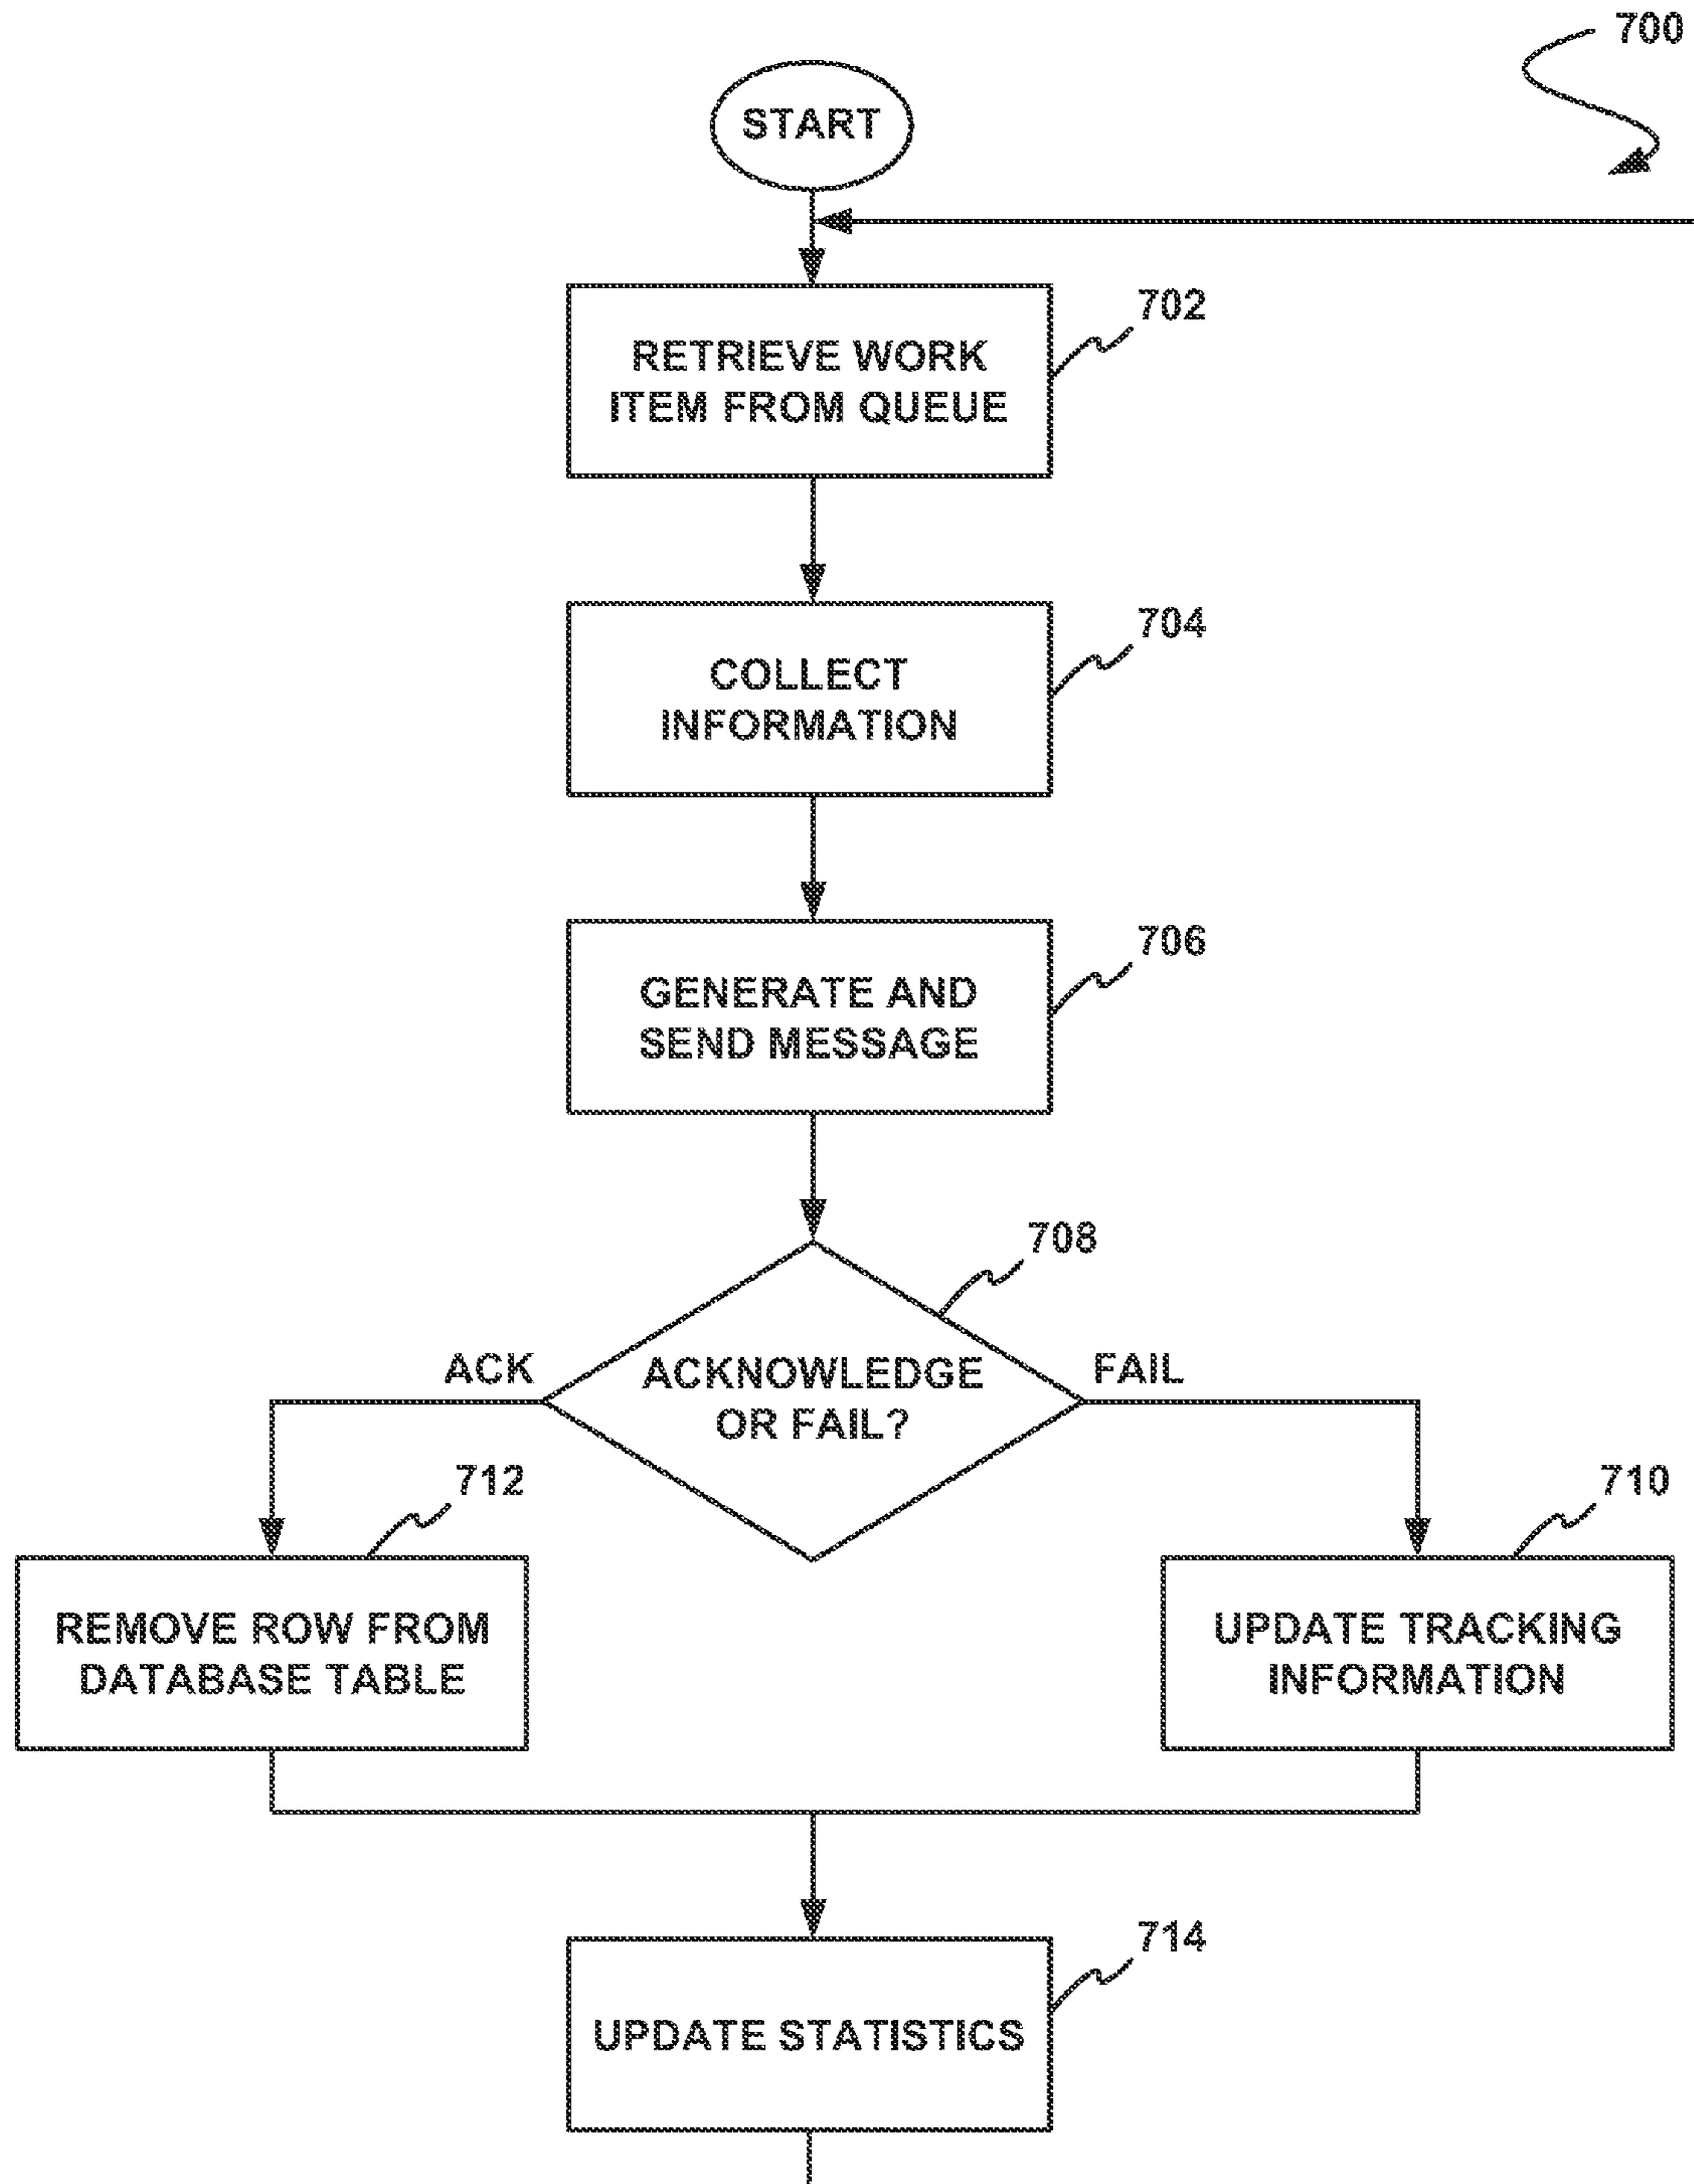 700
START
702
RETRIEVE WORK
ITEM FROM QUEUE
704
COLLECT
INFORMATION
706
GENERATE AND
SEND MESSAGE
708
ACK
ACKNOWLEDGE
OR FAIL?
FAIL
712
710
REMOVE ROW FROM
DATABASE TABLE
UPDATE TRACKING
INFORMATION
714
UPDATE STATISTICS